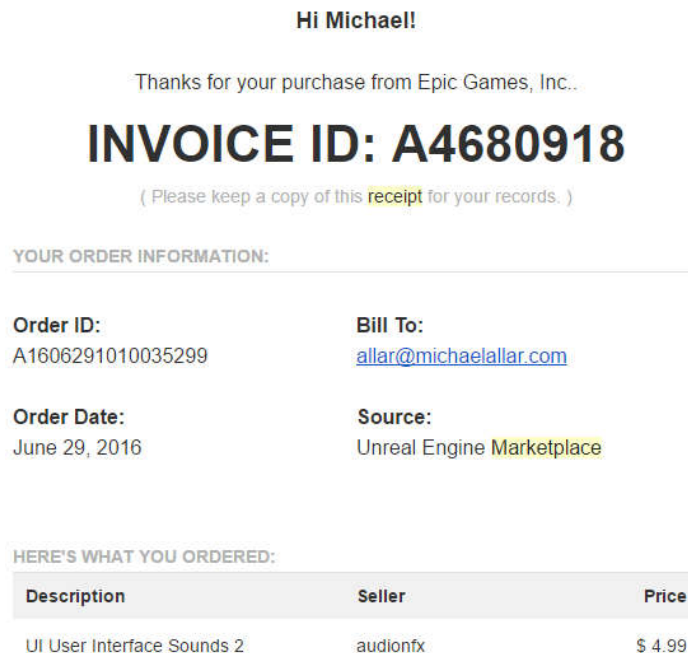 Hi Michael!
Thanks for your purchase from Epic Games, Inc..
INVOICE ID: A4680918
( Please keep a copy of this receipt for your records. )
YOUR ORDER INFORMATION:
Order ID:
Bill To:
A1606291010035299
allar@michaelallar.com
Order Date:
Source:
June 29, 2016
Unreal Engine Marketplace
HERE'S WHAT YOU ORDERED:
Description Seller Price
UI User Interface Sounds 2 audionfx $ 4.99